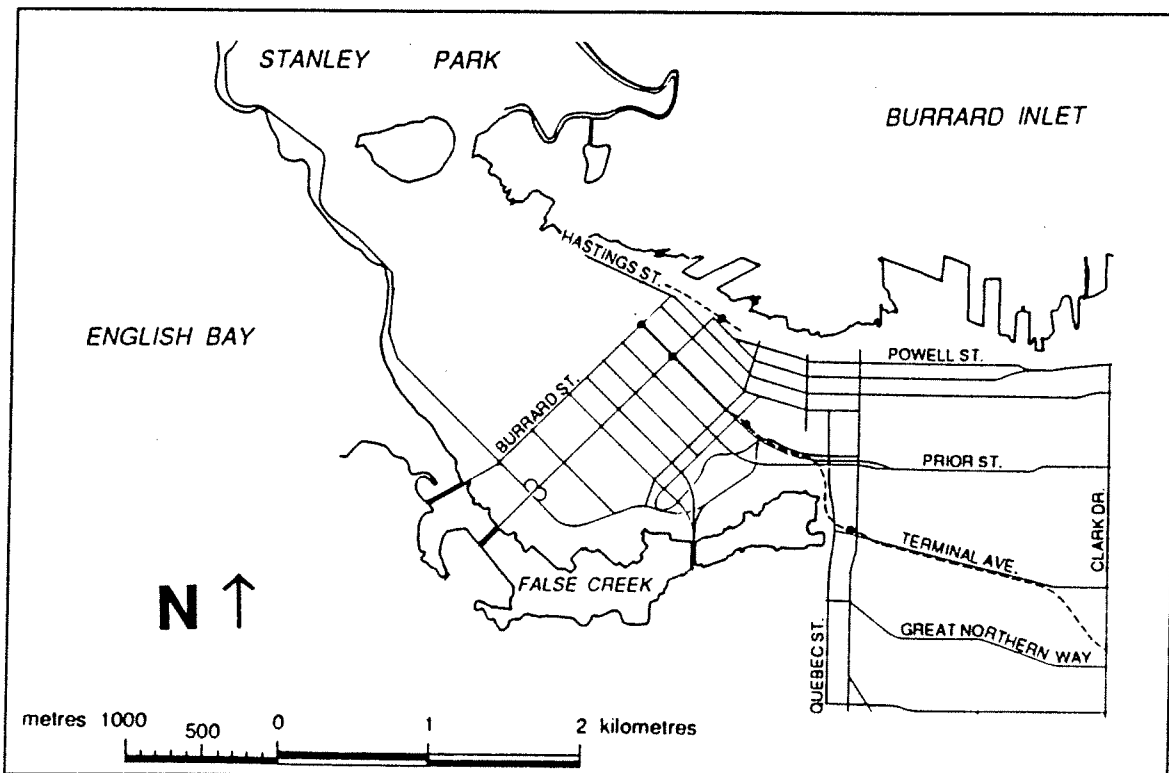 STANLEY PARK
BURRARD INLET
HASTINGS ST.
ENGLISH BAY
POWELL ST.
BURRARD ST.
PRIOR ST.
CLARK DR.
TERMINAL AVE.
FALSE CREEK
N
QUEBEC ST.
GREAT NORTHERN WAY
metres 1000 500 0 1 2 kilometres